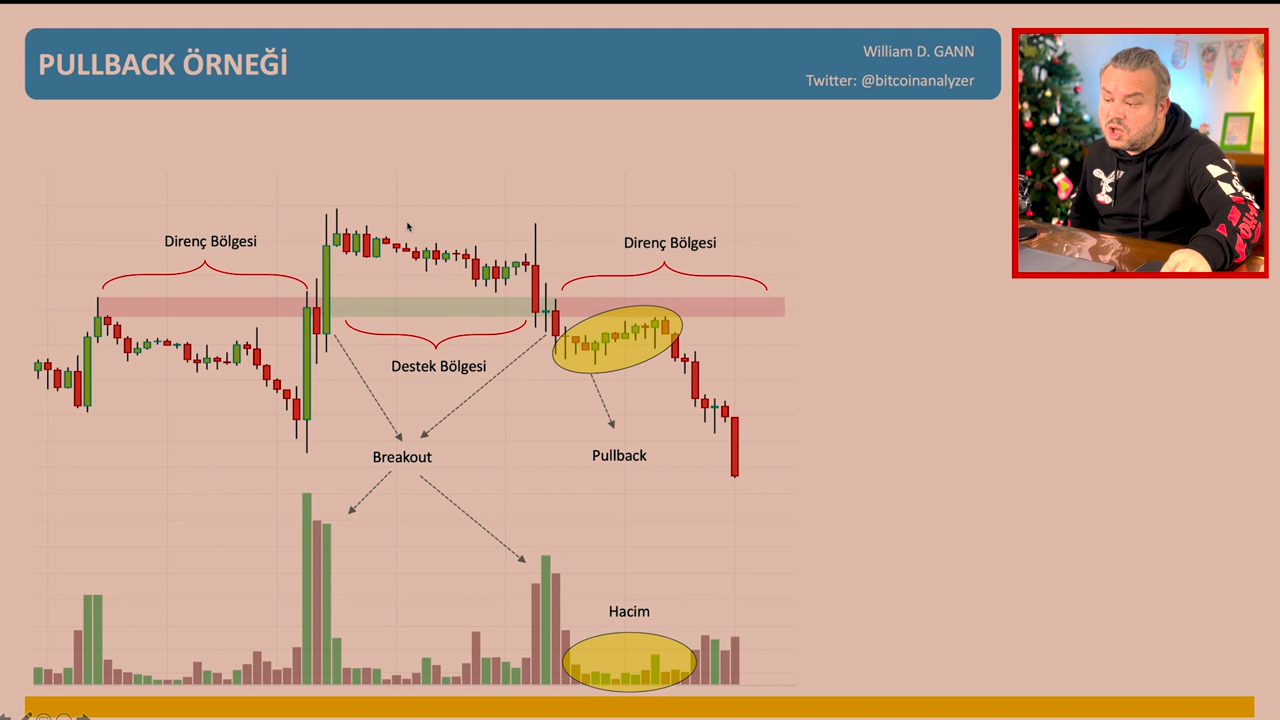 PULLBACK ÖRNEĞİ
William D. GANN
Twitter: @bitcoinanalyzer
Direnç Bölgesi
Direnç Bölgesi
Destek Bölgesi
Breakout
Pullback
Hacim